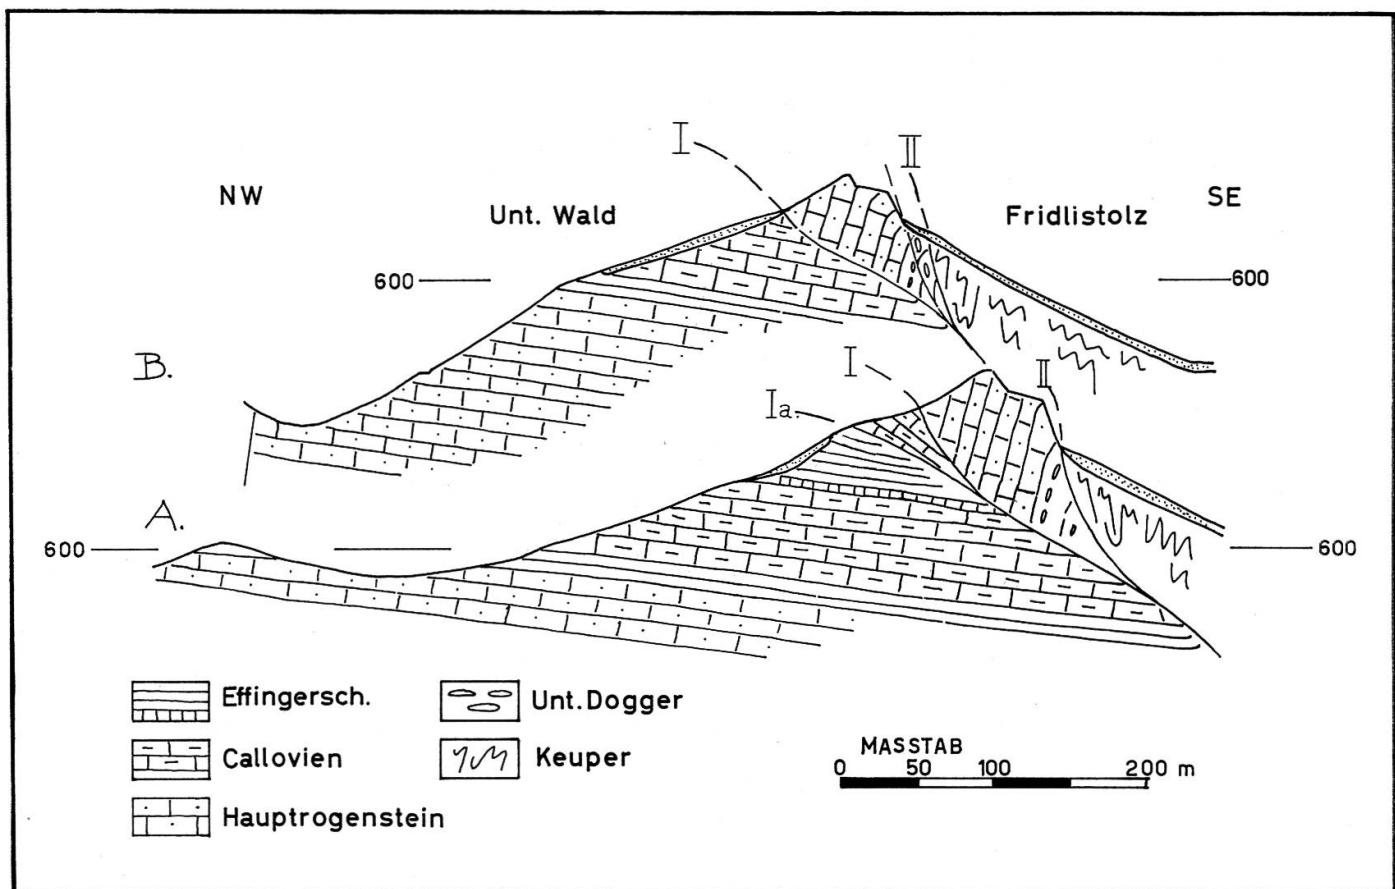 I
II
NW
Unt. Wald
Fridlistolz
SE
600
600
B.
I
II
Ia.
A.
600
600
Effingersch.
Unt. Dogger
Callovien
Keuper
Hauptrogenstein
MASSTAB
0 50 100 200 m